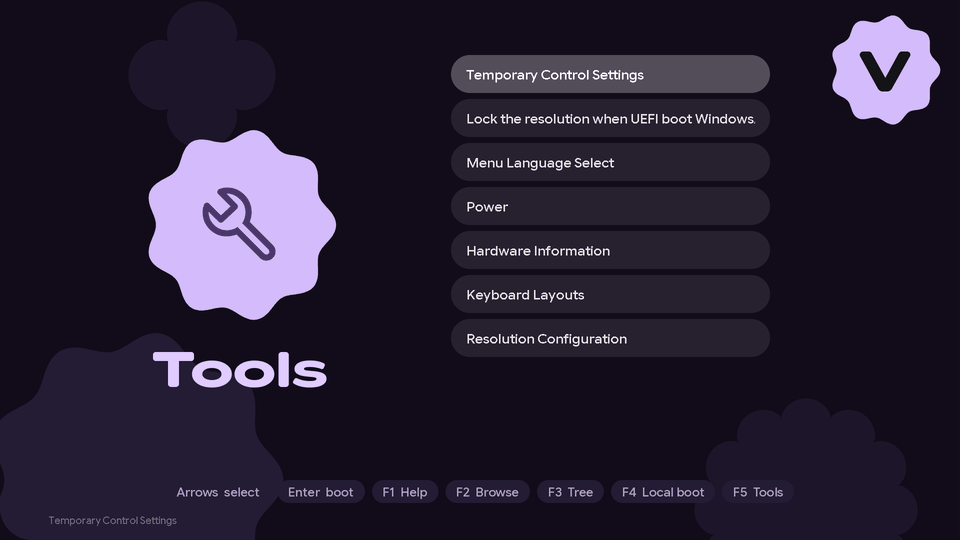 Temporary Control Settings
V
Lock the resolution when UEFI boot Windows.
Menu Language Select
Power
Hardware Information
Keyboard Layouts
Resolution Configuration
Tools
Arrows select Enter boot F1 Help F2 Browse F3 Tree F4 Local boot F5 Tools
Temporary Control Settings